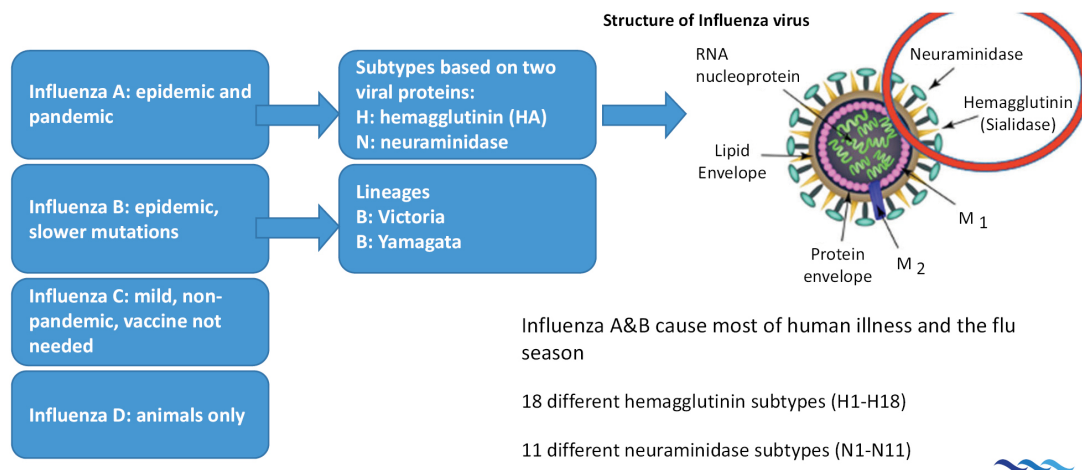 Structure of Influenza virus
Influenza A: epidemic and
pandemic
Subtypes based on two
viral proteins:
H: hemagglutinin (HA)
N: neuraminidase
Influenza B: epidemic,
slower mutations
Lineages
B: Victoria
B: Yamagata
Influenza C: mild, non-
pandemic, vaccine not
needed
Influenza D: animals only
RNA
nucleoprotein
Neuraminidase
Hemagglutinin
(Sialidase)
Lipid
Envelope
M 1
Protein
envelope
M 2
Influenza A&B cause most of human illness and the flu
season
18 different hemagglutinin subtypes (H1-H18)
11 different neuraminidase subtypes (N1-N11)